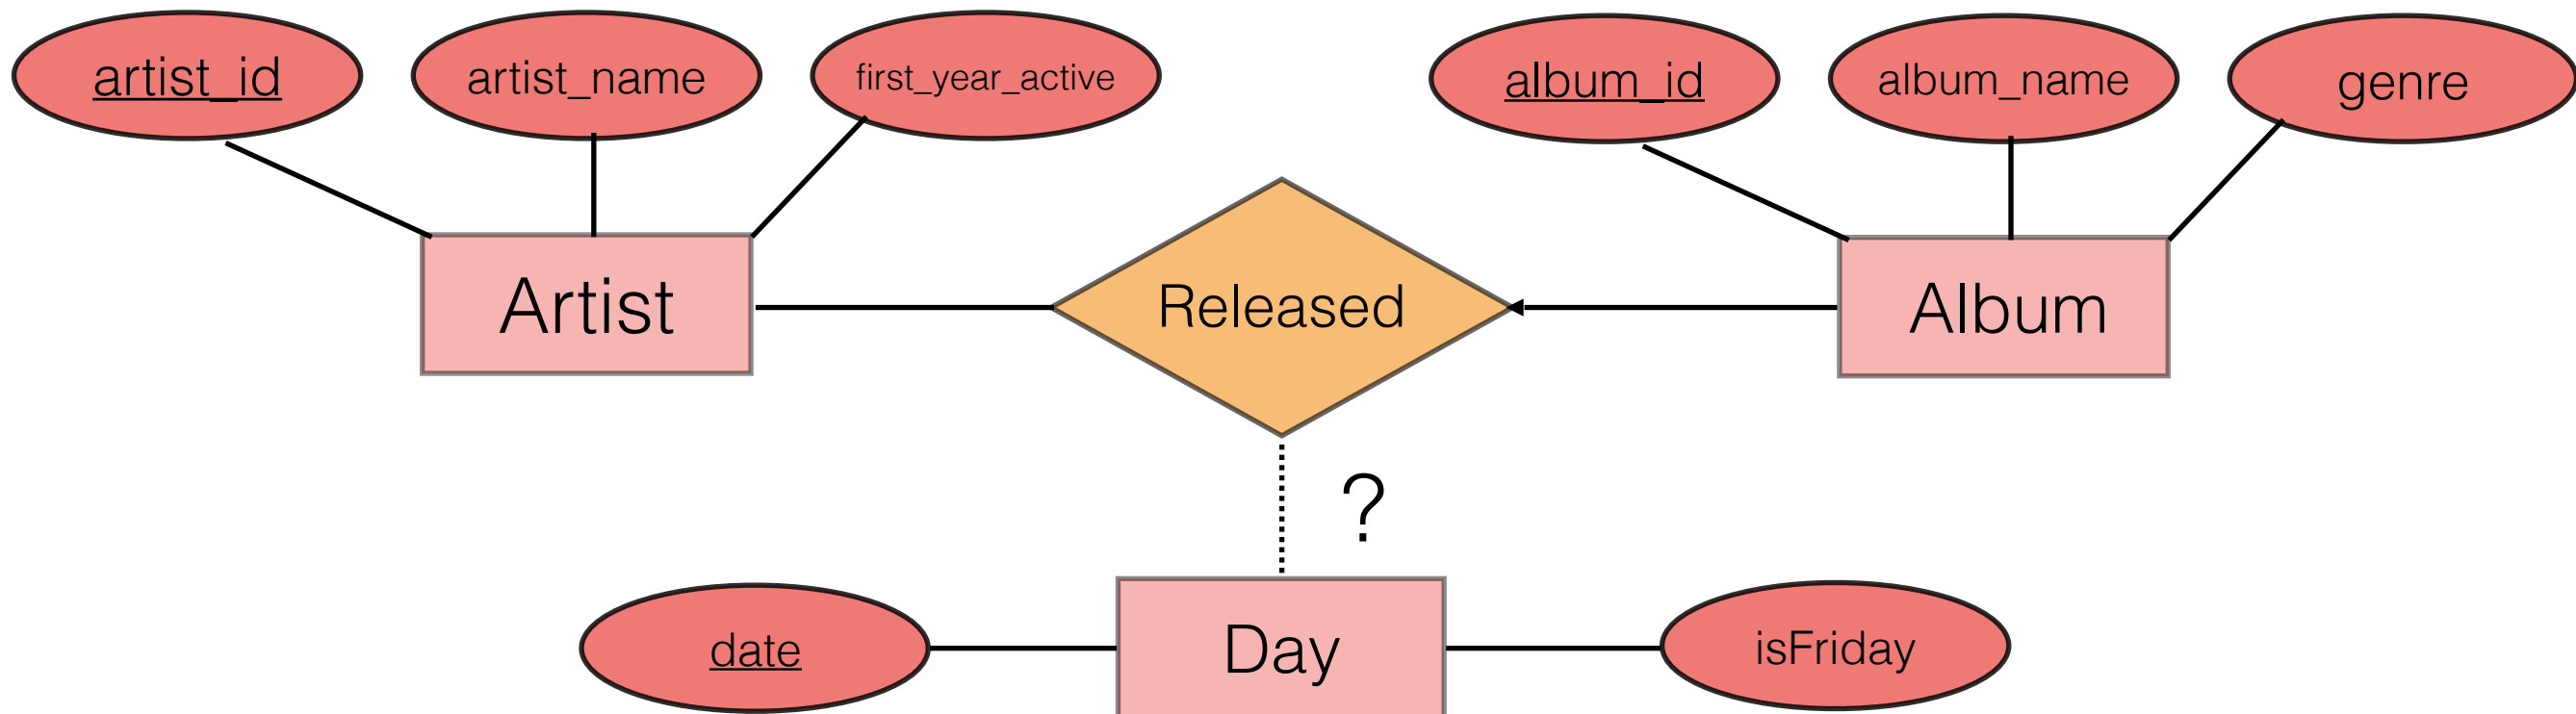 artist_id
artist_name
first_year_active
album_id
album_name
genre
Artist
Released
Album
?
date
Day
isFriday